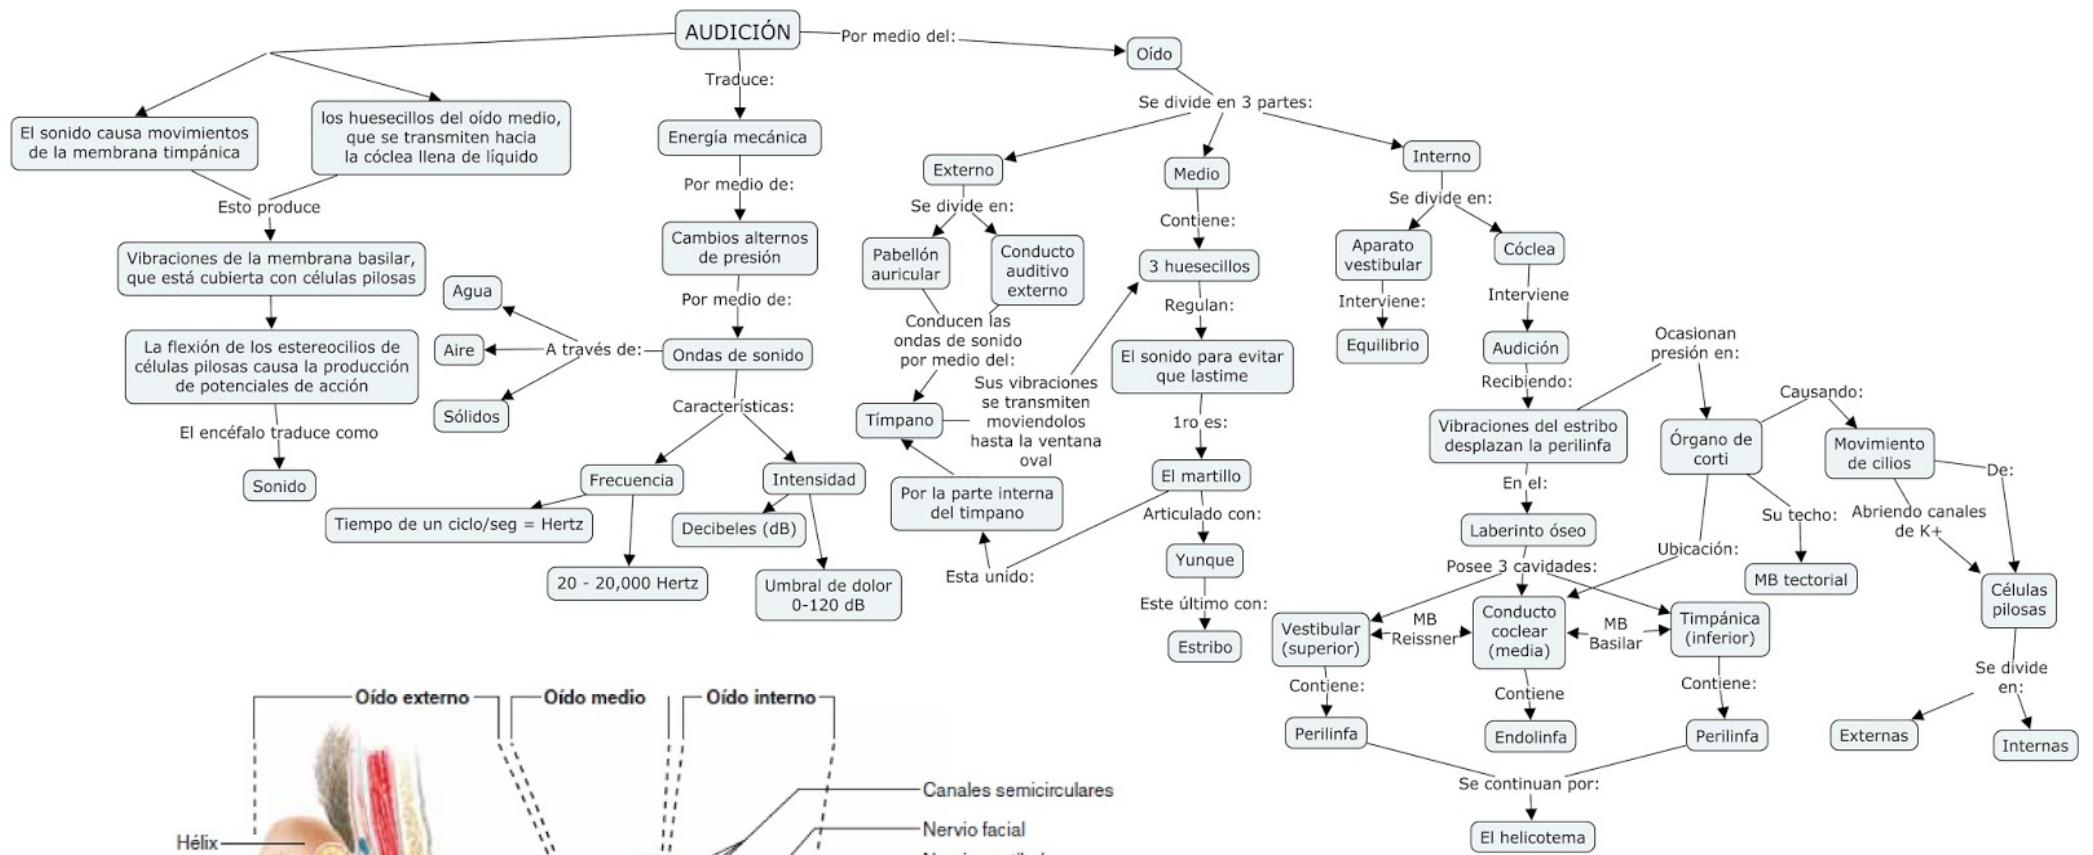 AUDICIÓN
Por medio del:
Oído
Traduce:
Se divide en 3 partes:
El sonido causa movimientos
de la membrana timpánica
los huesecillos del oído medio,
que se transmiten hacia
la cóclea llena de líquido
Esto produce
Vibraciones de la membrana basilar,
que está cubierta con células pilosas
La flexión de los estereocilios de
células pilosas causa la producción
de potenciales de acción
El encéfalo traduce como
Sonido
Energía mecánica
Por medio de:
Cambios alternos
de presión
Por medio de:
Ondas de sonido
A través de:
Agua
Aire
Sólidos
Características:
Frecuencia
Intensidad
Tiempo de un ciclo/seg = Hertz
20 - 20,000 Hertz
Decibeles (dB)
Umbral de dolor
0-120 dB
Externo
Se divide en:
Pabellón
auricular
Conducto
auditivo
externo
Conducen las
ondas de sonido
por medio del:
Tímpano
Sus vibraciones
se transmiten
moviendolos
hasta la ventana
oval
Por la parte interna
del timpano
Esta unido:
Medio
Contiene:
3 huesecillos
Regulan:
El sonido para evitar
que lastime
1ro es:
El martillo
Articulado con:
Yunque
Este último con:
Estribo
Interno
Se divide en:
Aparato
vestibular
Interviene:
Equilibrio
Cóclea
Interviene
Audición
Recibiendo:
Vibraciones del estribo
desplazan la perilinfa
Ocasionan
presión en:
Órgano de
corti
Causando:
Movimiento
de cilios
De:
Abriendo canales
de K+
Su techo:
MB tectorial
Ubicación:
Células
pilosas
Se divide
en:
Externas
Internas
En el:
Laberinto óseo
Posee 3 cavidades:
Vestibular
(superior)
MB
Reissner
Conducto
coclear
(media)
MB
Basilar
Timpánica
(inferior)
Contiene:
Perilinfa
Contiene
Endolinfa
Contiene:
Perilinfa
Se continuan por:
El helicotema
Oído externo
Oído medio
Oído interno
Canales semicirculares
Nervio facial
Hélix